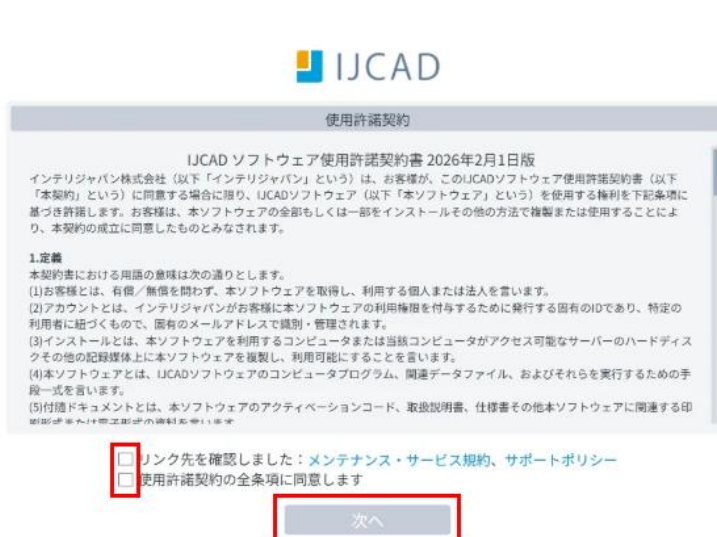 IJCAD
使用許諾契約
IJCAD ソフトウェア使用許諾契約書 2026年2月1日版
インテリジャパン株式会社（以下「インテリジャパン」という）は、お客様が、このIJCADソフトウェア使用許諾契約書（以下
「本契約」という）に同意する場合に限り、IJCADソフトウェア（以下「本ソフトウェア」という）を使用する権利を下記条項に
基づき許諾します。お客様は、本ソフトウェアの全部もしくは一部をインストールその他の方法で複製または使用することによ
り、本契約の成立に同意したものとみなされます。
1.定義
本契約書における用語の意味は次の通りとします。
(1)お客様とは、有償／無償を問わず、本ソフトウェアを取得し、利用する個人または法人を言います。
(2)アカウントとは、インテリジャパンがお客様に本ソフトウェアの利用権限を付与するために発行する固有のIDであり、特定の
利用者に紐づくもので、固有のメールアドレスで識別・管理されます。
(3)インストールとは、本ソフトウェアを利用するコンピュータまたは当該コンピュータがアクセス可能なサーバーのハードディス
クその他の記録媒体上に本ソフトウェアを複製し、利用可能にすることを言います。
(4)本ソフトウェアとは、IJCADソフトウェアのコンピュータプログラム、関連データファイル、およびそれらを実行するための手
段一式を言います。
(5)付随ドキュメントとは、本ソフトウェアのアクティベーションコード、取扱説明書、仕様書その他本ソフトウェアに関連する印
刷形式または電子形式の資料を言います
リンク先を確認しました：メンテナンス・サービス規約、サポートポリシー
使用許諾契約の全条項に同意します
次へ